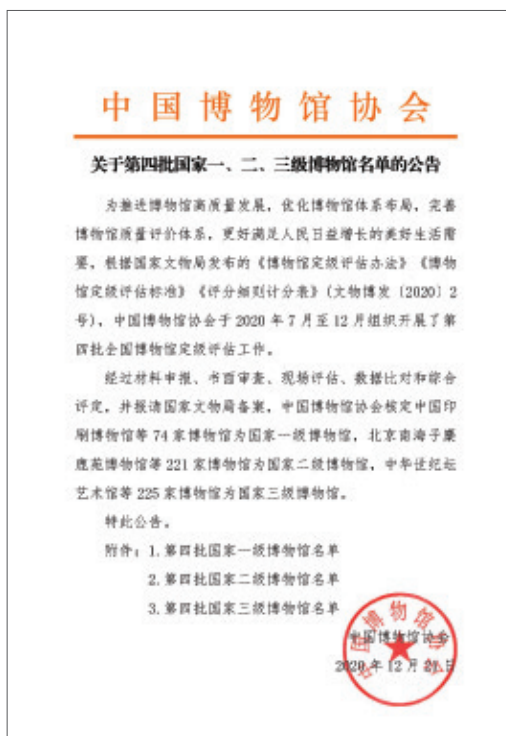 中国博物馆协会
关于第四批国家一、二、三级博物馆名单的公告
为推进博物馆高质量发展，优化博物馆体系布局，完善
博物馆质量评价体系，更好满足人民日益增长的美好生活需
要，根据国家文物局发布的《博物馆定级评估办法》《博物
馆定级评估标准》《评分细则计分表》（文物博发〔2020〕2
号），中国博物馆协会于2020年7月至12月组织开展了第
四批全国博物馆定级评估工作。
经过材料申报、书面审查、现场评估、数据比对和综合
评定，并报请国家文物局备案，中国博物馆协会核定中国印
刷博物馆等74家博物馆为国家一级博物馆，北京南海子麋
鹿苑博物馆等221家博物馆为国家二级博物馆，中华世纪坛
艺术馆等225家博物馆为国家三级博物馆。
特此公告。
附件：1.第四批国家一级博物馆名单
2.第四批国家二级博物馆名单
3.第四批国家三级博物馆名单
中国博物馆协会
2020年12月21日
中国博物馆协会